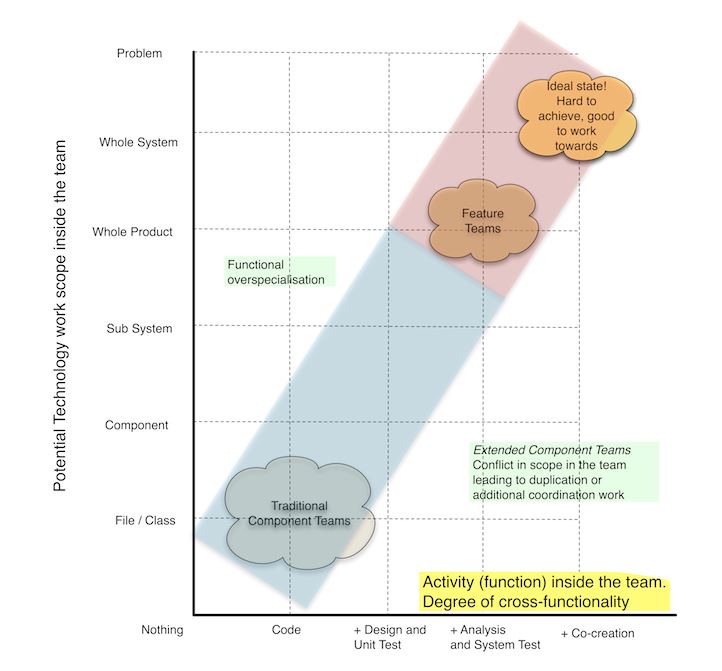 Potential Technology work scope inside the team
Problem
Whole System
Whole Product
Sub System
Component
File / Class
Nothing
Ideal state!
Hard to
achieve, good
to work
towards
Feature
Teams
Functional
overspecialisation
Extended Component Teams
Conflict in scope in the team
leading to duplication or
additional coordination work
Traditional
Component Teams
Activity (function) inside the team.
Degree of cross-functionality
Code
+ Design and
Unit Test
+ Analysis
and System Test
+ Co-creation